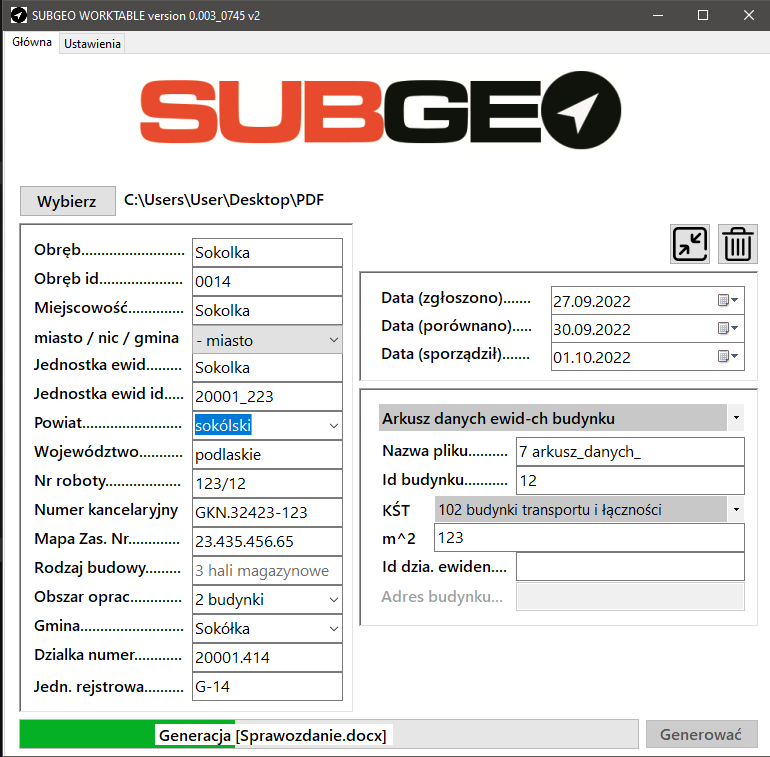 SUBGEO WORKTABLE version 0.003_0745 v2
Główna Ustawienia
SUBGEO
Wybierz C:\Users\User\Desktop\PDF
Obręb......................... Sokolka
Obręb id..................... 0014
Miejscowość............. Sokolka
miasto / nic / gmina - miasto
Jednostka ewid......... Sokolka
Jednostka ewid id..... 20001_223
Powiat........................ sokólski
Województwo........... podlaskie
Nr roboty.................. 123/12
Numer kancelaryjny GKN.32423-123
Mapa Zas. Nr............. 23.435.456.65
Rodzaj budowy......... 3 hali magazynowe
Obszar oprac............. 2 budynki
Gmina......................... Sokółka
Dzialka numer............ 20001.414
Jedn. rejstrowa.......... G-14
Data (zgłoszono)....... 27.09.2022
Data (porównano)..... 30.09.2022
Data (sporządził)....... 01.10.2022
Arkusz danych ewid-ch budynku
Nazwa pliku.......... 7 arkusz_danych_
Id budynku........... 12
KŚT 102 budynki transportu i łączności
m^2 123
Id dzia. ewiden....
Adres budynku...
Generacja [Sprawozdanie.docx] Generować